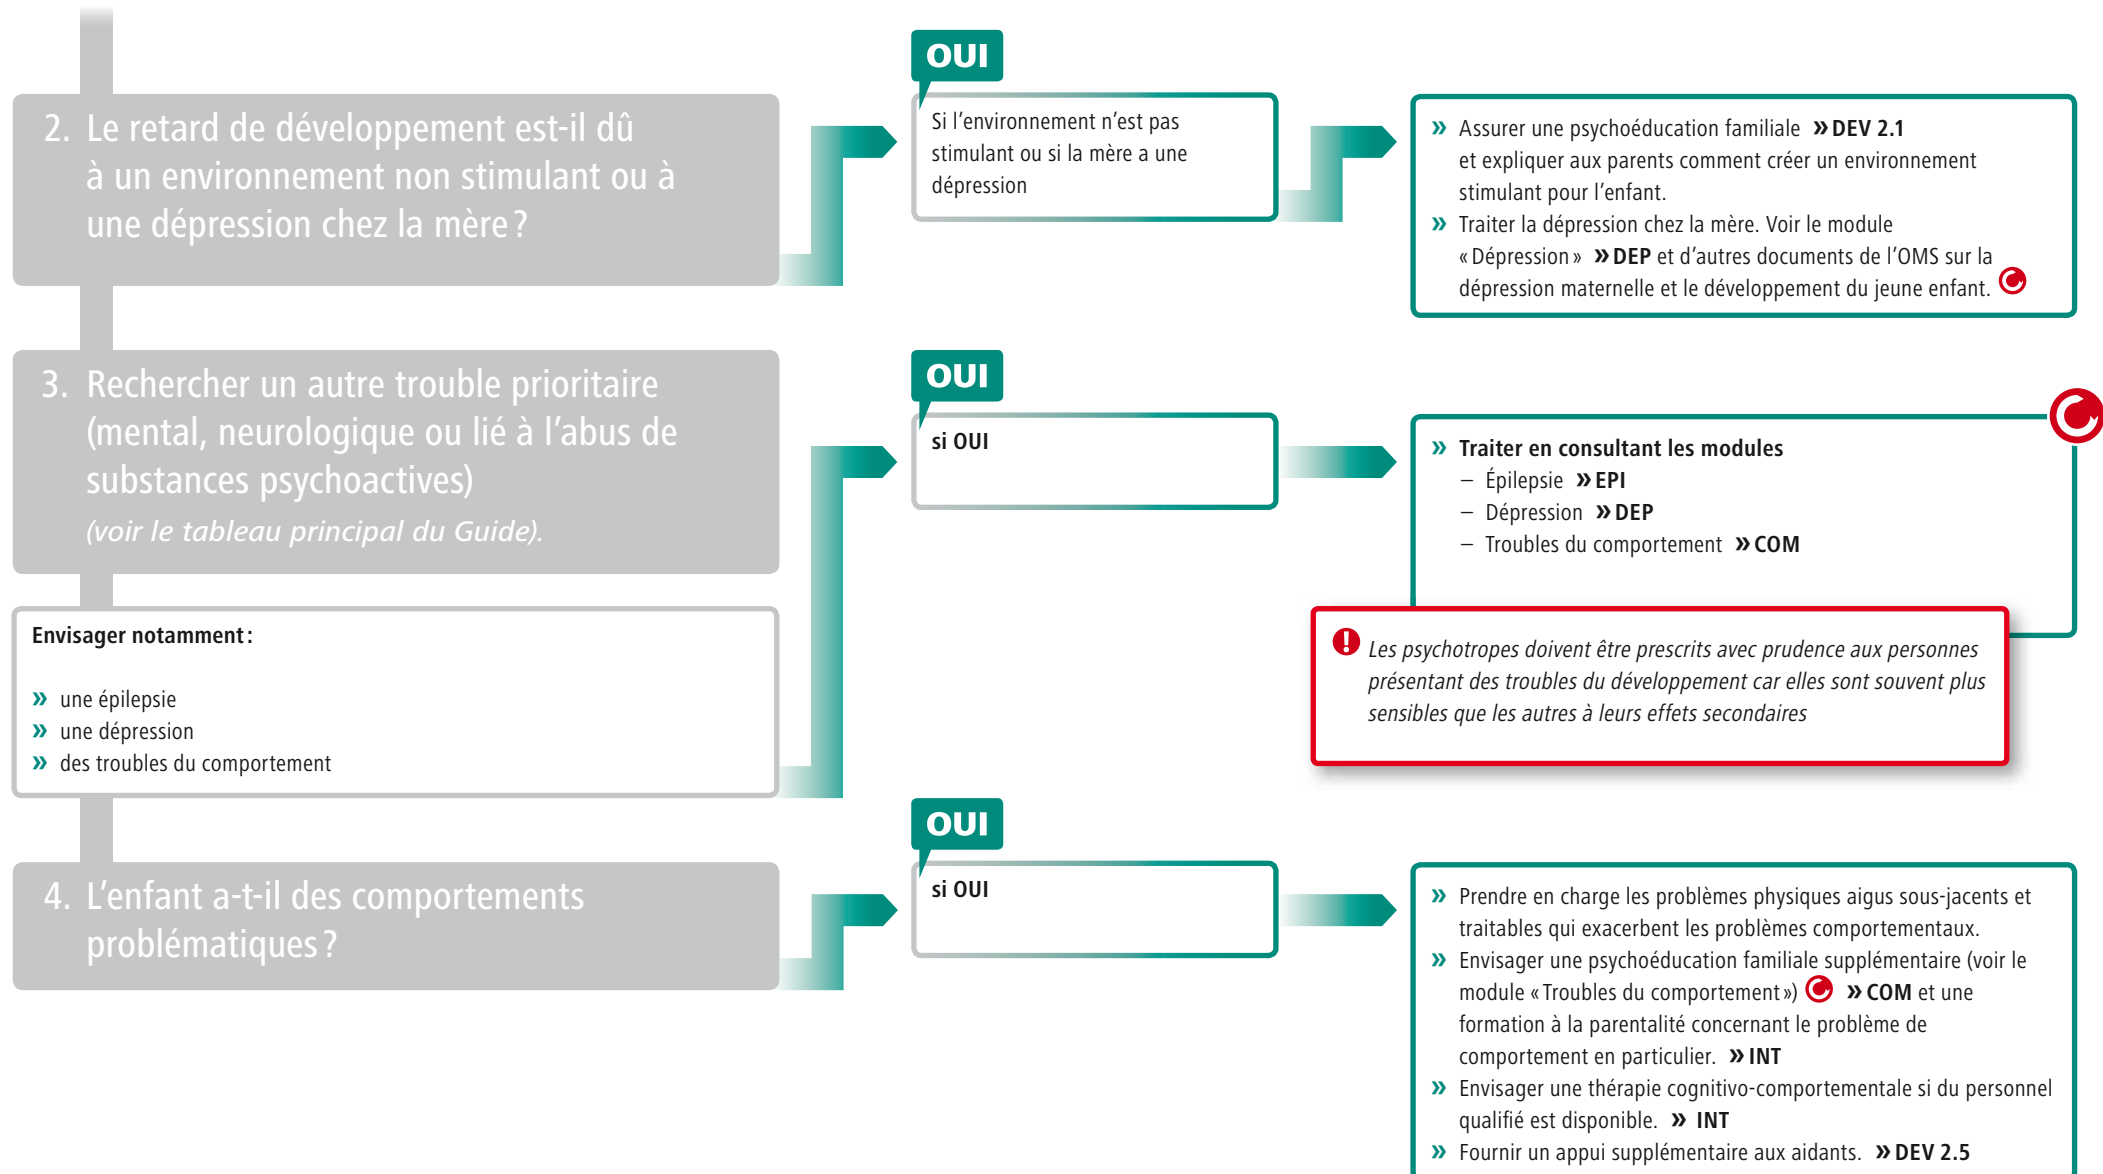 2. Le retard de développement est-il dû
à un environnement non stimulant ou à
une dépression chez la mère ?
OUI
Si l'environnement n'est pas
stimulant ou si la mère a une
dépression
» Assurer une psychoéducation familiale » DEV 2.1
et expliquer aux parents comment créer un environnement
stimulant pour l'enfant.
» Traiter la dépression chez la mère. Voir le module
« Dépression » » DEP et d'autres documents de l'OMS sur la
dépression maternelle et le développement du jeune enfant.
3. Rechercher un autre trouble prioritaire
(mental, neurologique ou lié à l'abus de
substances psychoactives)
(voir le tableau principal du Guide).
Envisager notamment :
» une épilepsie
» une dépression
» des troubles du comportement
OUI
si OUI
» Traiter en consultant les modules
– Épilepsie » EPI
– Dépression » DEP
– Troubles du comportement » COM
! Les psychotropes doivent être prescrits avec prudence aux personnes
présentant des troubles du développement car elles sont souvent plus
sensibles que les autres à leurs effets secondaires
4. L'enfant a-t-il des comportements
problématiques ?
OUI
si OUI
» Prendre en charge les problèmes physiques aigus sous-jacents et
traitables qui exacerbent les problèmes comportementaux.
» Envisager une psychoéducation familiale supplémentaire (voir le
module « Troubles du comportement ») » COM et une
formation à la parentalité concernant le problème de
comportement en particulier. » INT
» Envisager une thérapie cognitivo-comportementale si du personnel
qualifié est disponible. » INT
» Fournir un appui supplémentaire aux aidants. » DEV 2.5